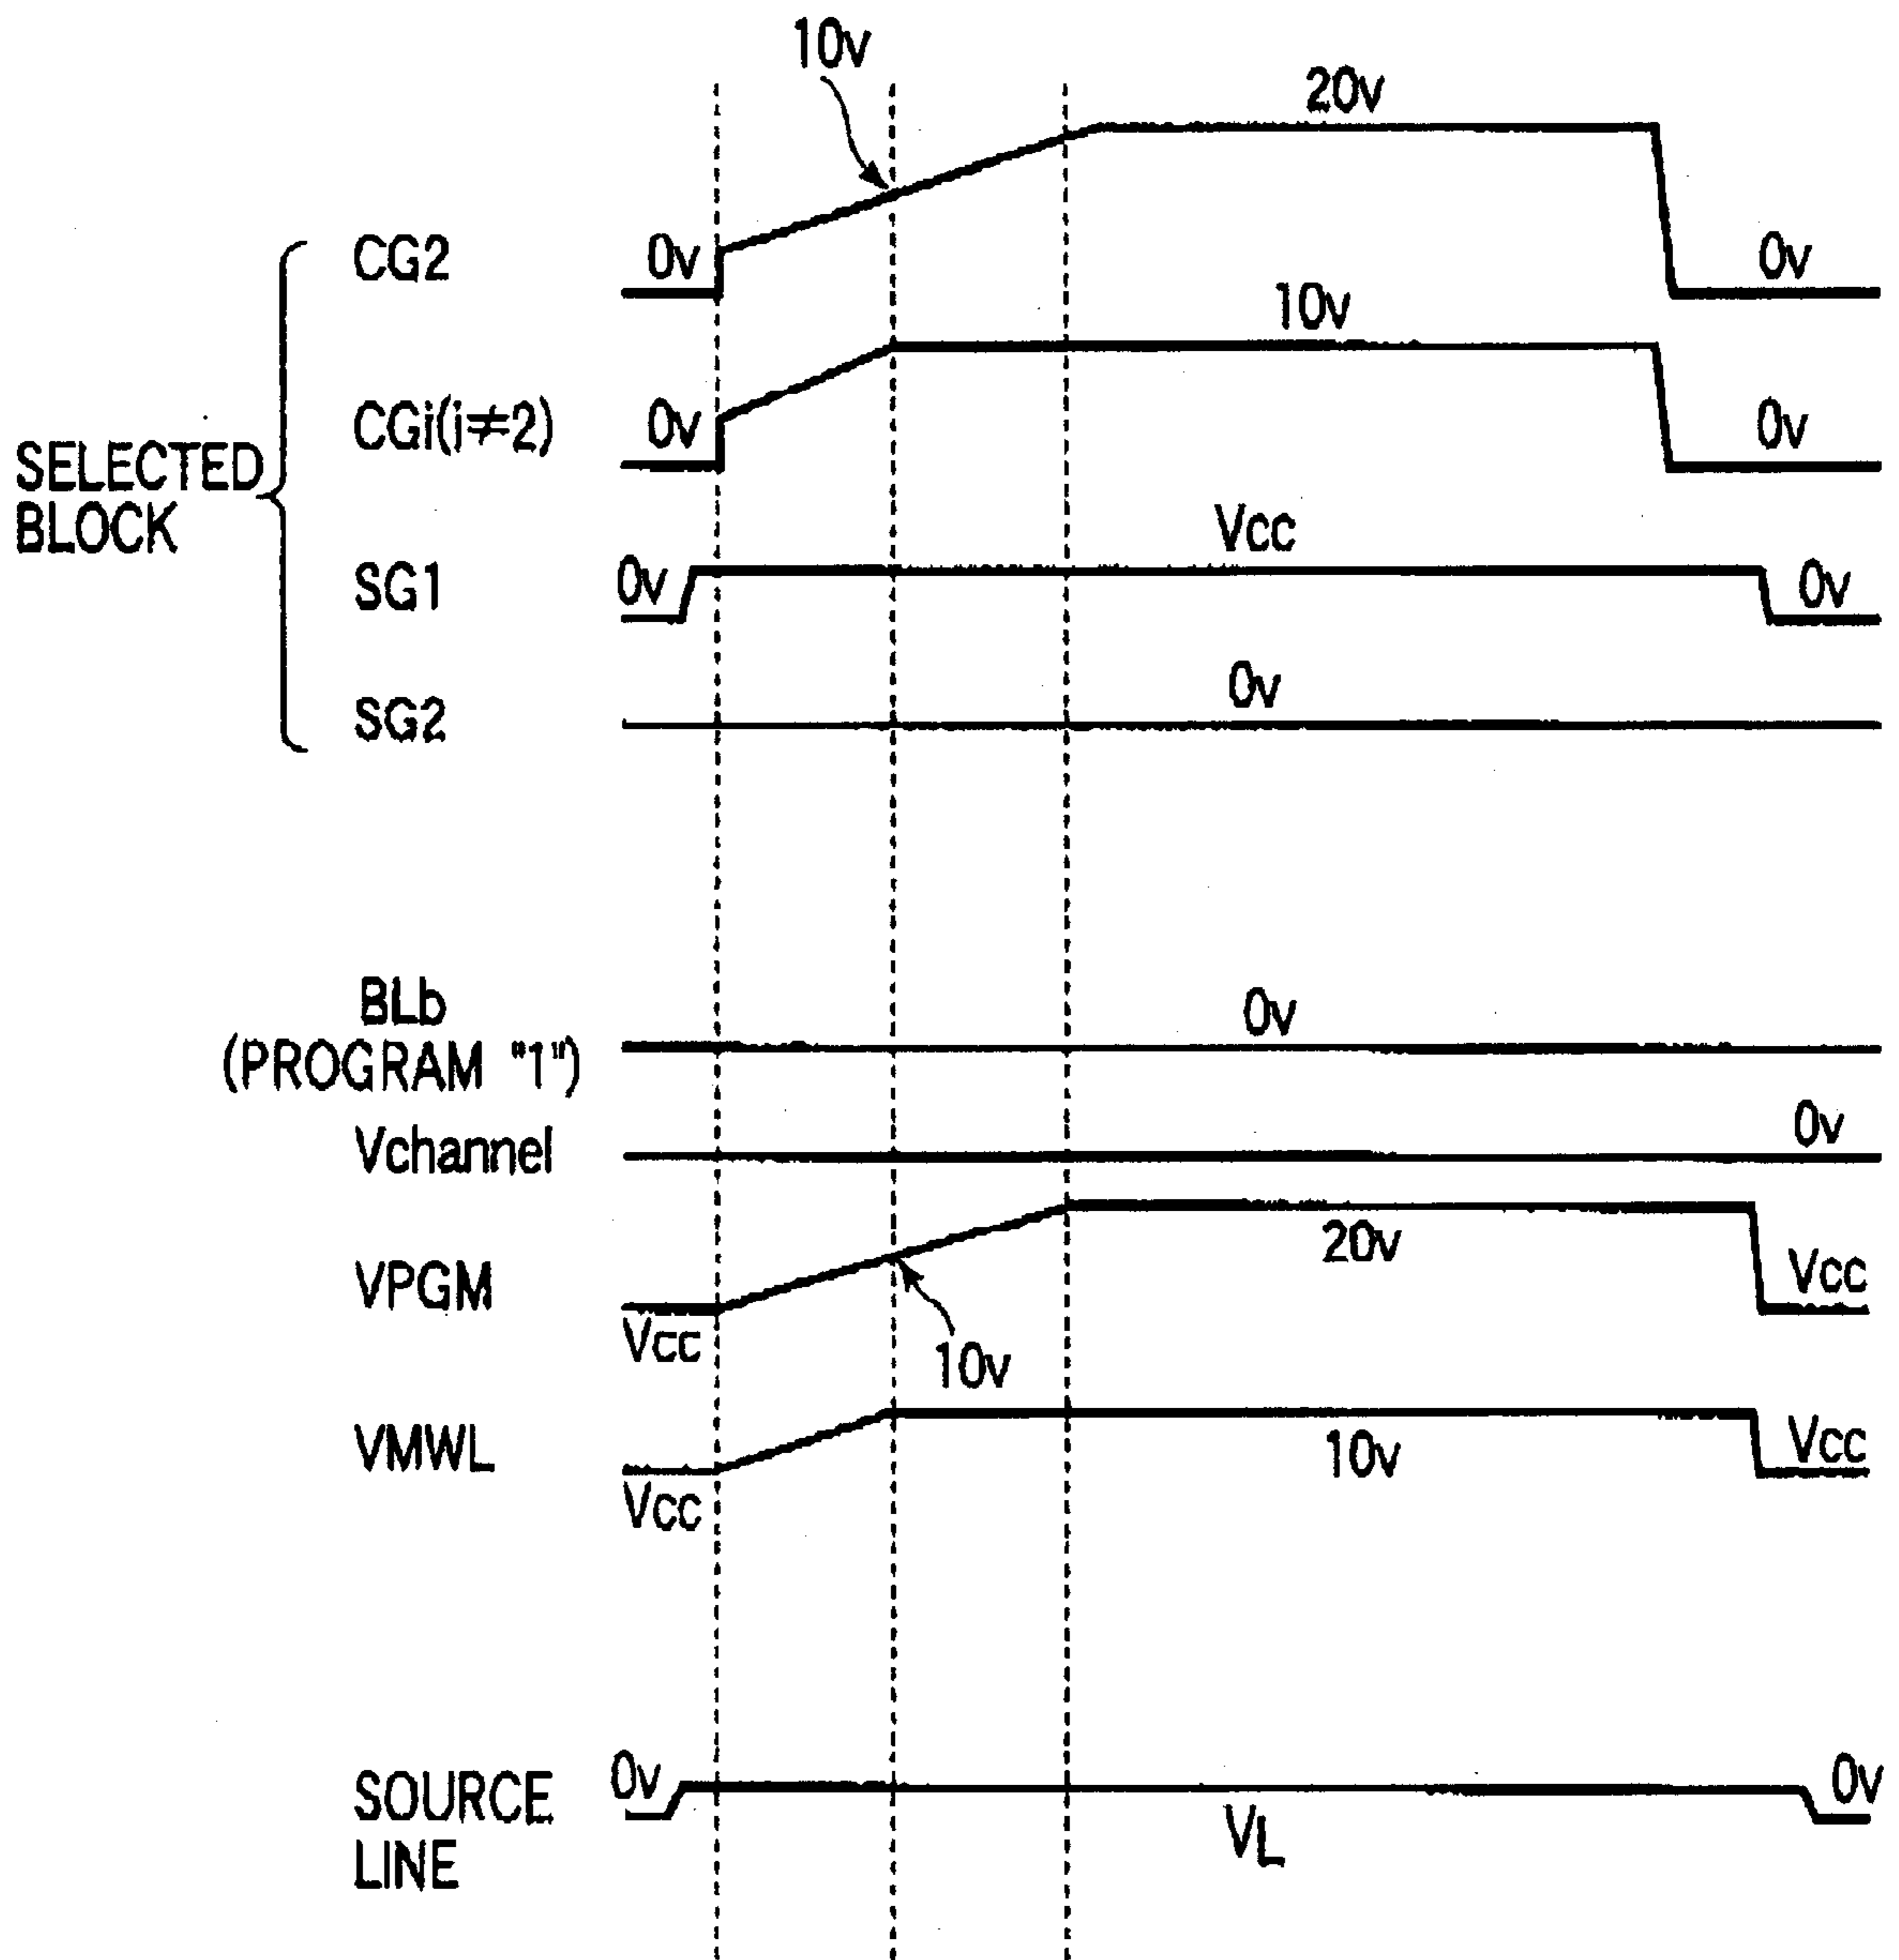 10v
20v
CG2 0v 0v
10v
CGi(i≠2) 0v 0v
SELECTED
BLOCK
Vcc
SG1 0v 0v
0v
SG2
BLb 0v
(PROGRAM "1")
Vchannel 0v
20v
VPGM Vcc
Vcc
10v
VMWL 10v Vcc
Vcc
SOURCE 0v 0v
LINE VL